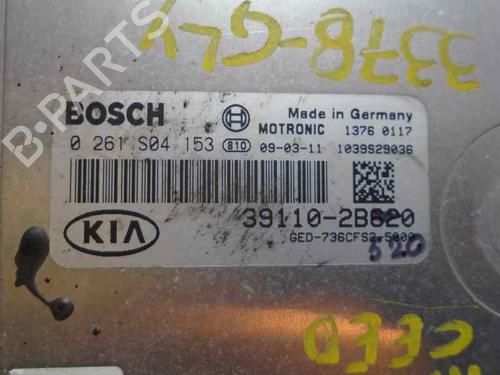 3378-GLY
B-PARTS
BOSCH
Made in Germany
MOTRONIC 1376 0117
0 261 S04 153 810 09-03-11 1039S29036
39110-2B620
KIA
GED-736CFS2-5000
520
CEED